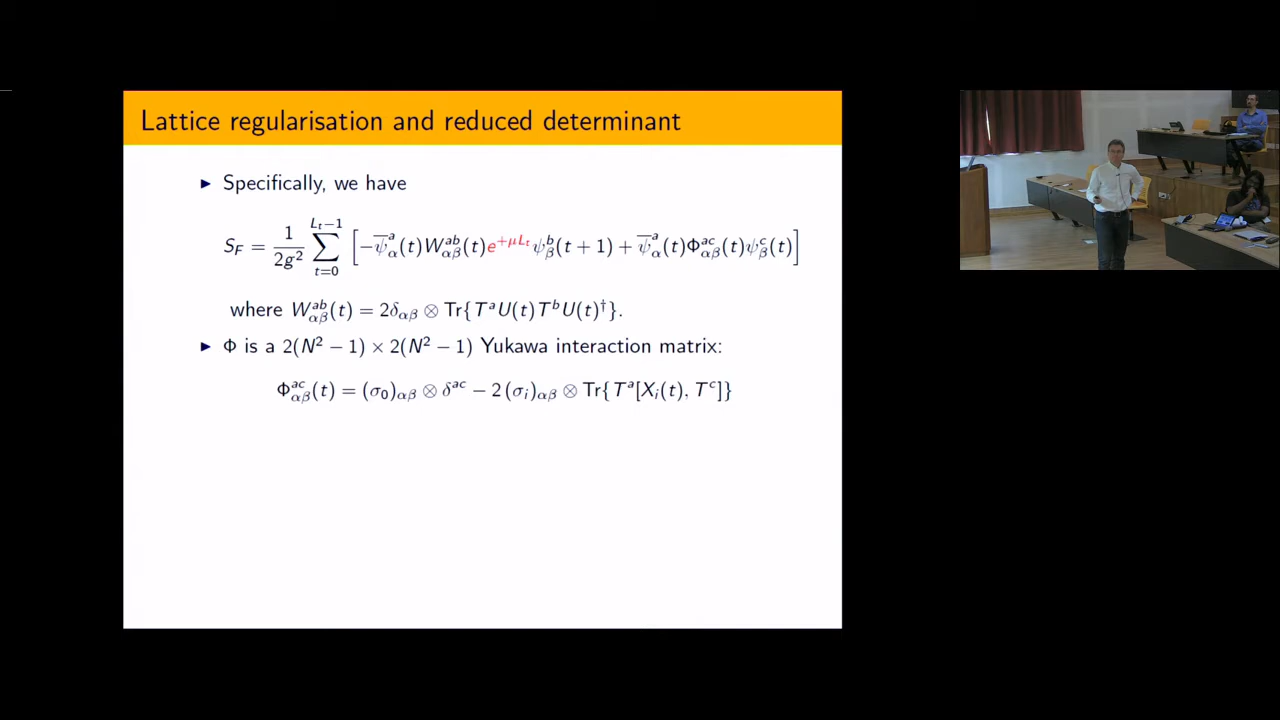 Lattice regularisation and reduced determinant
▶ Specifically, we have
S_F = \frac{1}{2g^2} \sum_{t=0}^{L_t-1} \left[ -\overline{\psi}^a_\alpha(t) W^{ab}_{\alpha\beta}(t) e^{+\mu L_t} \psi^b_\beta(t+1) + \overline{\psi}^a_\alpha(t) \Phi^{ac}_{\alpha\beta}(t) \psi^c_\beta(t) \right]
where W^{ab}_{\alpha\beta}(t) = 2\delta_{\alpha\beta} \otimes \text{Tr}\{T^a U(t) T^b U(t)^\dagger\}.
▶ Φ is a 2(N² − 1) × 2(N² − 1) Yukawa interaction matrix:
\Phi^{ac}_{\alpha\beta}(t) = (\sigma_0)_{\alpha\beta} \otimes \delta^{ac} - 2(\sigma_i)_{\alpha\beta} \otimes \text{Tr}\{T^a[X_i(t), T^c]\}